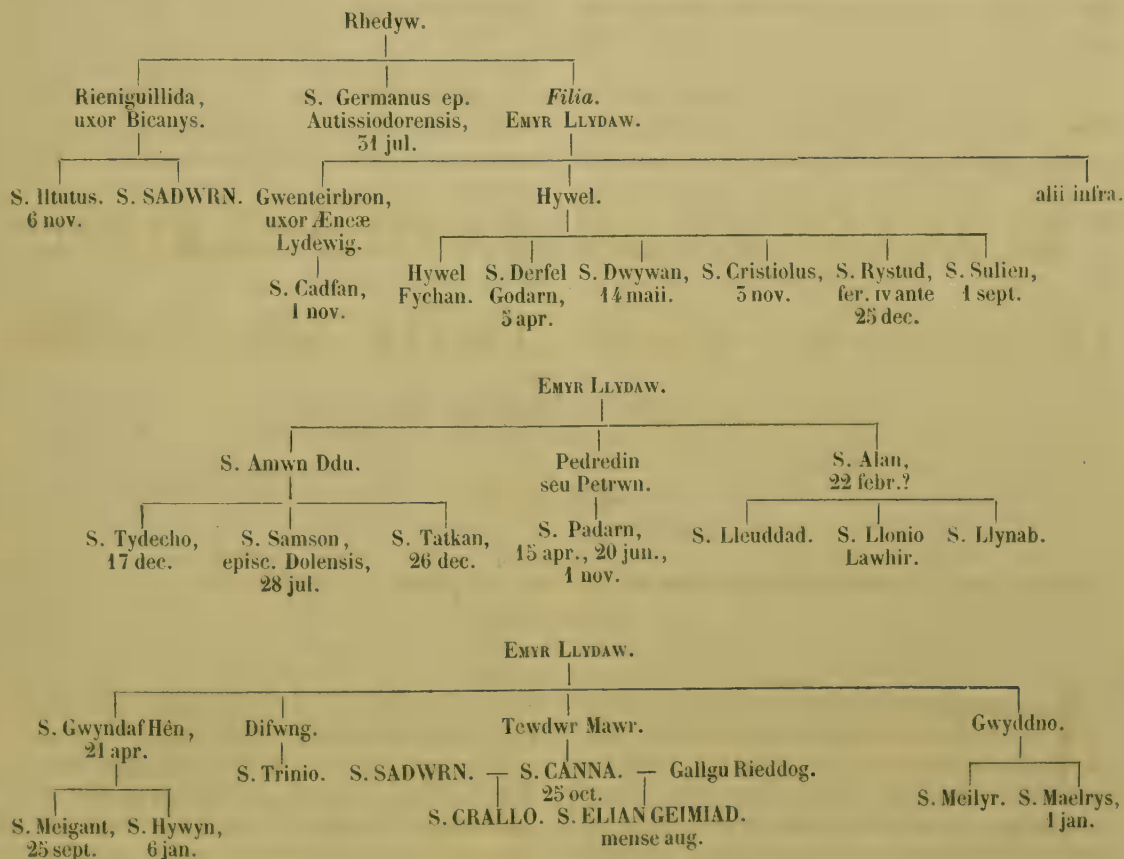 Rhedyw.
Rieniguillida, S. Germanus ep. Filia.
uxor Bicanys. Autissiodorensis, EMYR LLYDAW.
31 jul.
S. Iltutus. S. SADWRN. Gwenteirbron, Hywel. alii infra.
6 nov. uxor Æneæ
Lydewig.
Hywel S. Derfel S. Dwywan, S. Cristiolus, S. Rystud, S. Sulien,
S. Cadfan, Fychan. Godarn, 14 maii. 3 nov. fer. IV ante 1 sept.
1 nov. 5 apr. 25 dec.
EMYR LLYDAW.
S. Amwn Ddu. Pedredin S. Alan,
seu Petrwn. 22 febr.?
S. Tydecho, S. Samson, S. Tatkan, S. Padarn, S. Lleuddad. S. Llonio S. Llynab.
17 dec. episc. Dolensis, 26 dec. 15 apr., 20 jun., Lawhir.
28 jul. 1 nov.
EMYR LLYDAW.
S. Gwyndaf Hên, Difwng. Tewdwr Mawr. Gwyddno.
21 apr.
S. Trinio. S. SADWRN. — S. CANNA. — Gallgu Rieddog.
25 oct. S. Meilyr. S. Maelrys,
S. Meigant, S. Hywyn, S. CRALLO. S. ELIAN GEIMIAD. 1 jan.
25 sept. 6 jan. mense aug.